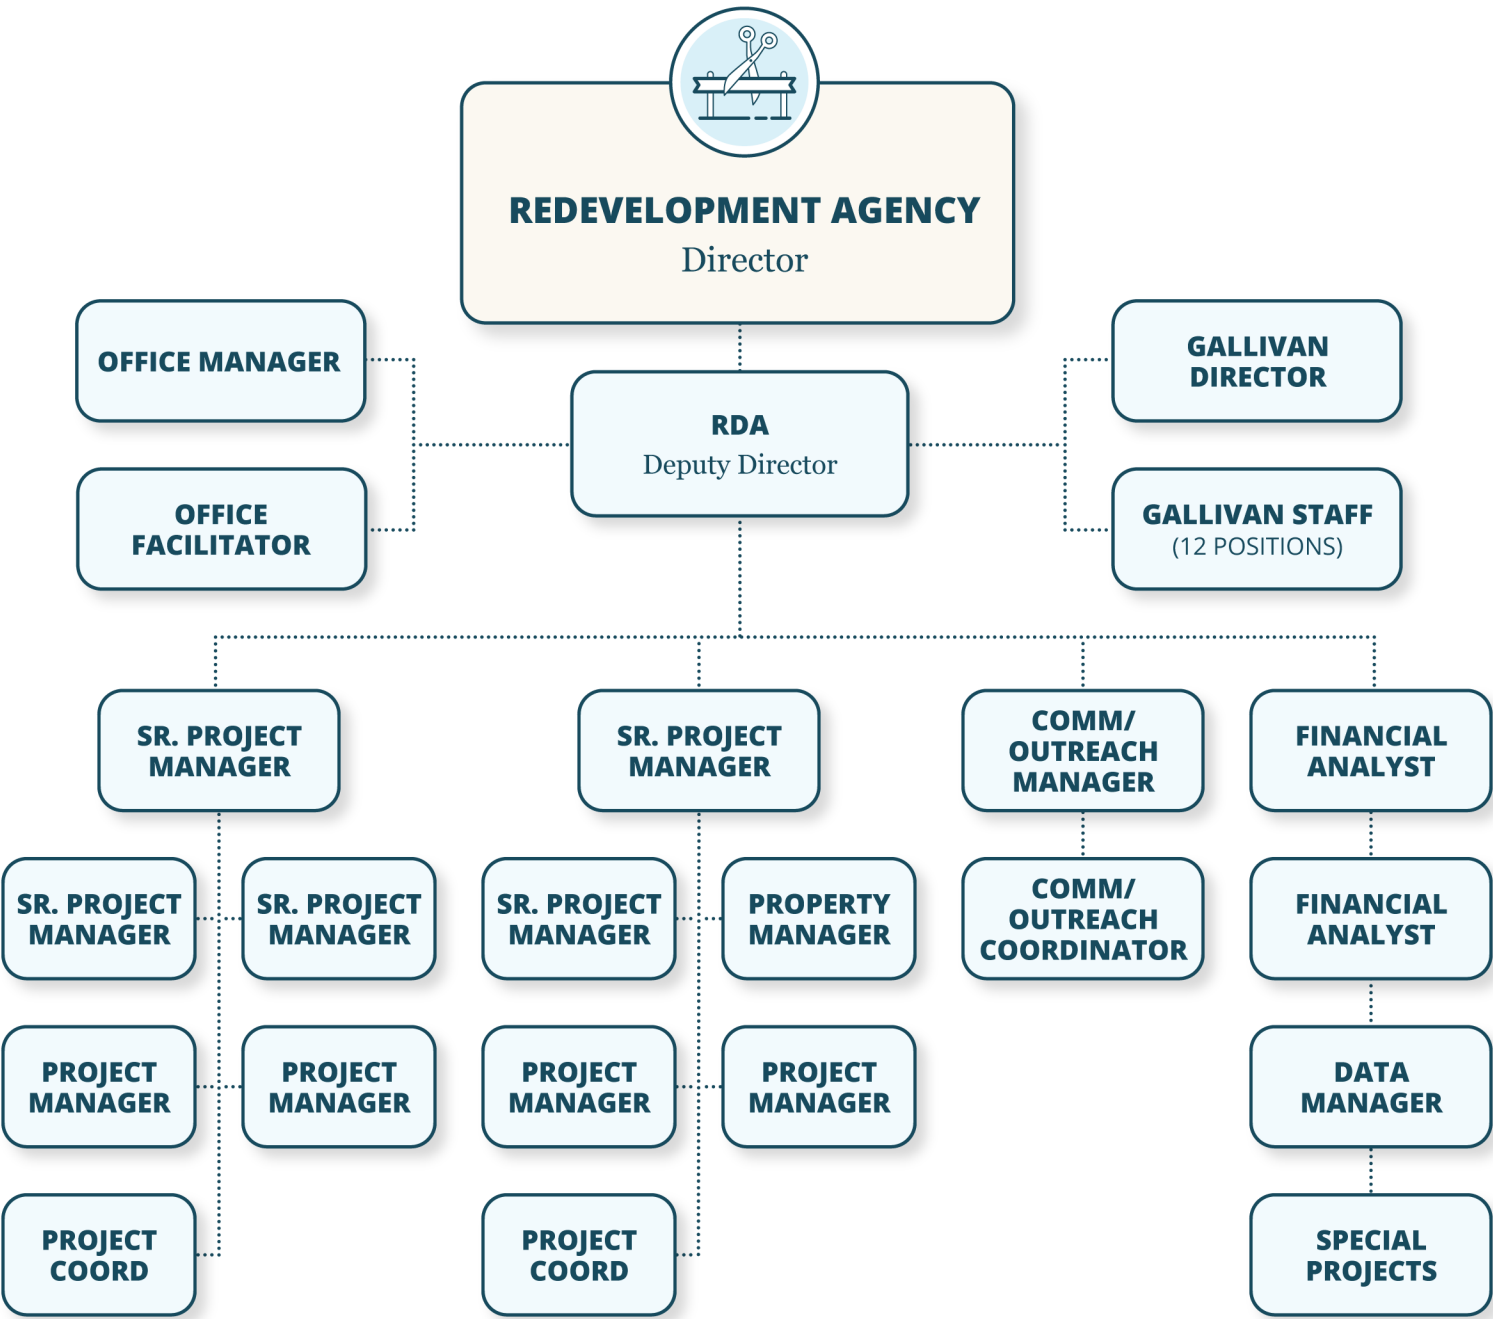 REDEVELOPMENT AGENCY
Director
OFFICE MANAGER
GALLIVAN
DIRECTOR
RDA
Deputy Director
OFFICE
FACILITATOR
GALLIVAN STAFF
(12 POSITIONS)
SR. PROJECT
MANAGER
SR. PROJECT
MANAGER
COMM/
OUTREACH
MANAGER
FINANCIAL
ANALYST
SR. PROJECT
MANAGER
SR. PROJECT
MANAGER
SR. PROJECT
MANAGER
PROPERTY
MANAGER
COMM/
OUTREACH
COORDINATOR
FINANCIAL
ANALYST
PROJECT
MANAGER
PROJECT
MANAGER
PROJECT
MANAGER
PROJECT
MANAGER
DATA
MANAGER
PROJECT
COORD
PROJECT
COORD
SPECIAL
PROJECTS